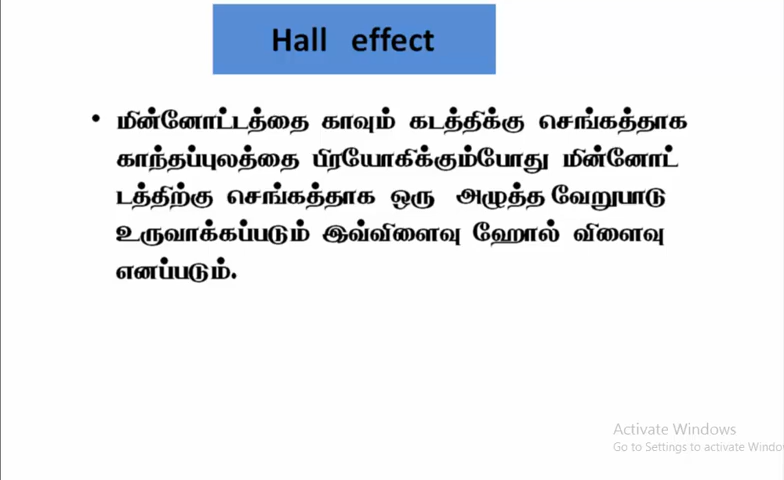 Hall effect
• மின்னோட்டத்தை காவும் கடத்திக்கு செங்கத்தாக
காந்தப்புலத்தை பிரயோகிக்கும்போது மின்னோட்
டத்திற்கு செங்கத்தாக ஒரு அழுத்த வேறுபாடு
உருவாக்கப்படும் இவ்விளைவு ஹோல் விளைவு
எனப்படும்.
Activate Windows
Go to Settings to activate Windo